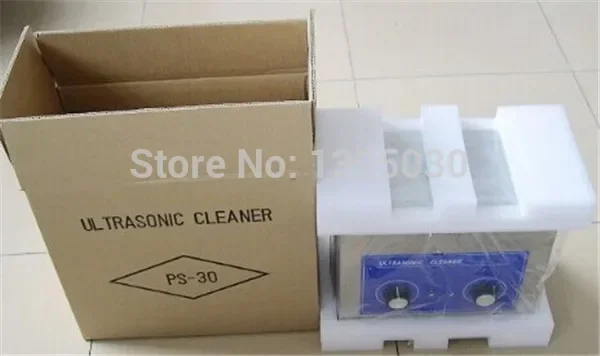 Store No:
ULTRASONIC CLEANER
PS-30
ULTRASONIC CLEANER